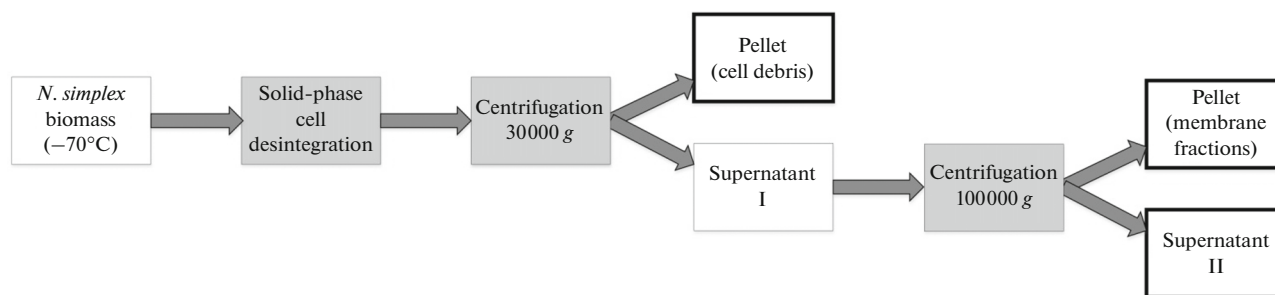 N. simplex
biomass
(−70°C)
Solid-phase
cell
desintegration
Centrifugation
30000 g
Pellet
(cell debris)
Supernatant
I
Centrifugation
100000 g
Pellet
(membrane
fractions)
Supernatant
II